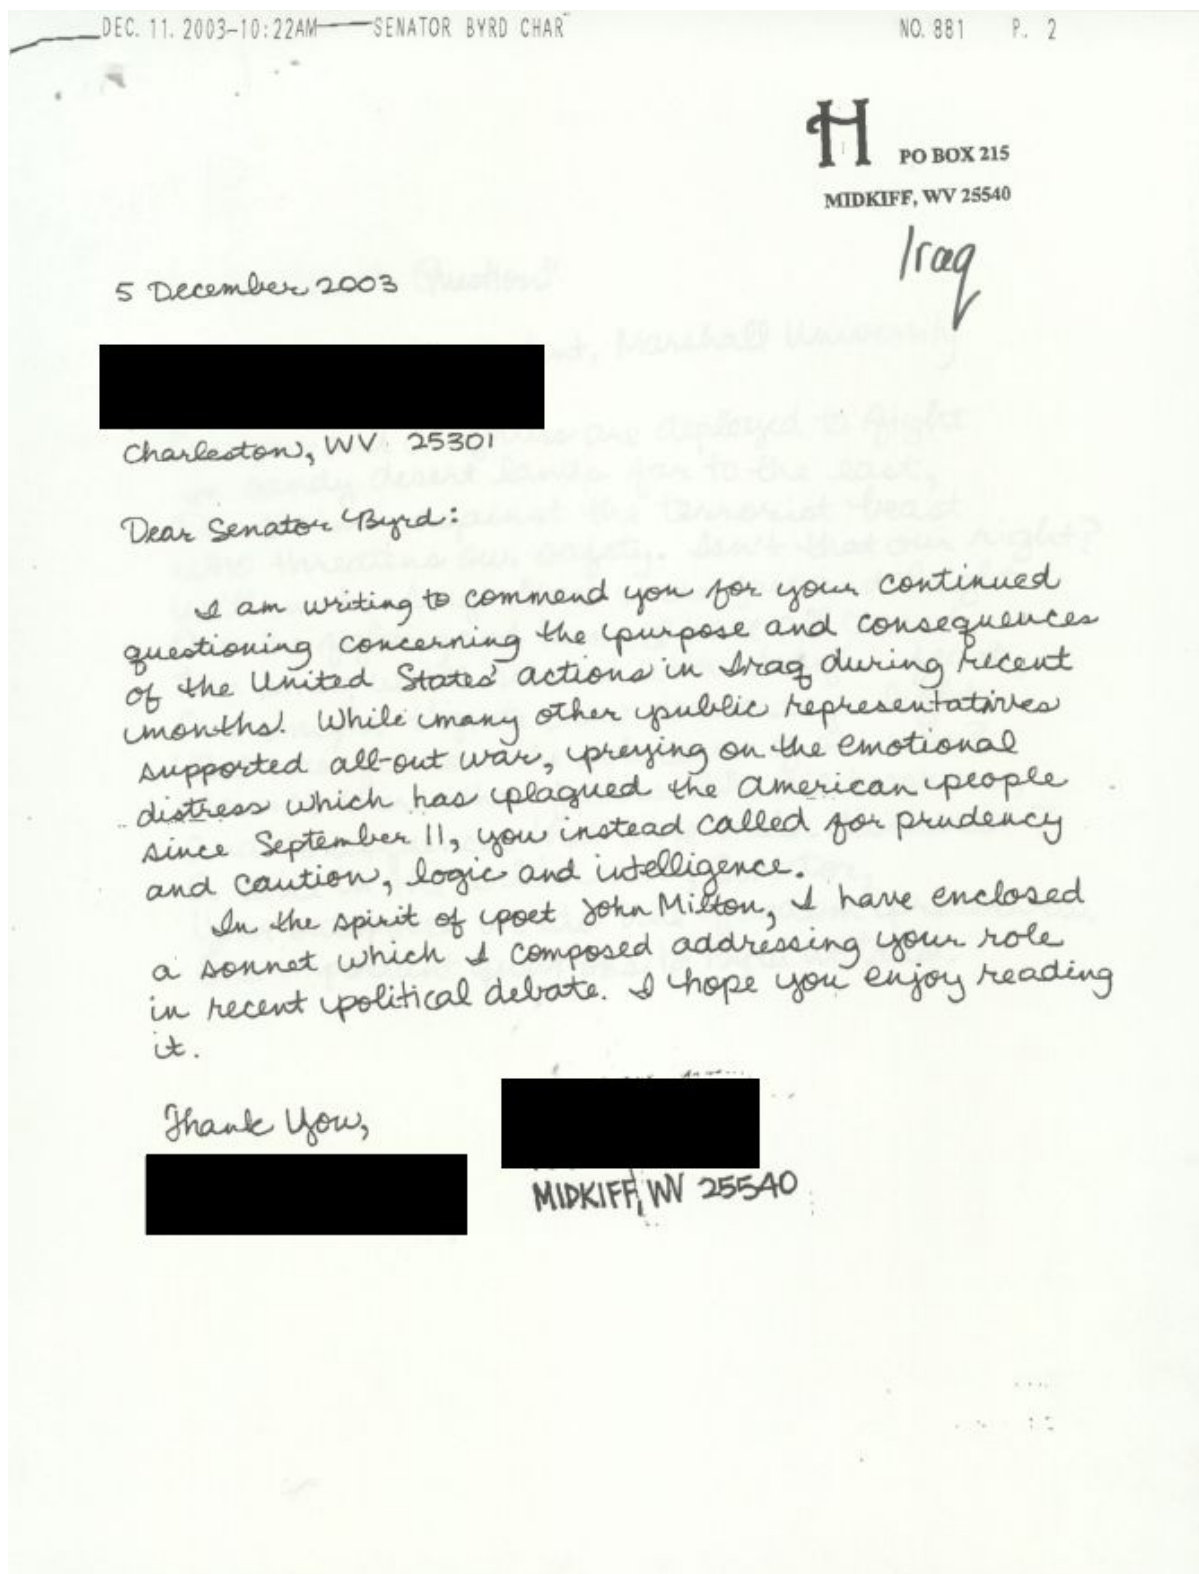 DEC. 11. 2003-10:22AM SENATOR BYRD CHAR NO. 881 P. 2
H PO BOX 215
MIDKIFF, WV 25540
Iraq
5 December 2003
Charleston, WV 25301
Dear Senator Byrd:
I am writing to commend you for your continued
questioning concerning the purpose and consequences
of the United States' actions in Iraq during recent
months. While many other public representatives
supported all-out war, preying on the emotional
distress which has plagued the American people
since September 11, you instead called for prudency
and caution, logic and intelligence.
In the spirit of poet John Milton, I have enclosed
a sonnet which I composed addressing your role
in recent political debate. I hope you enjoy reading
it.
Thank You,
MIDKIFF, WV 25540